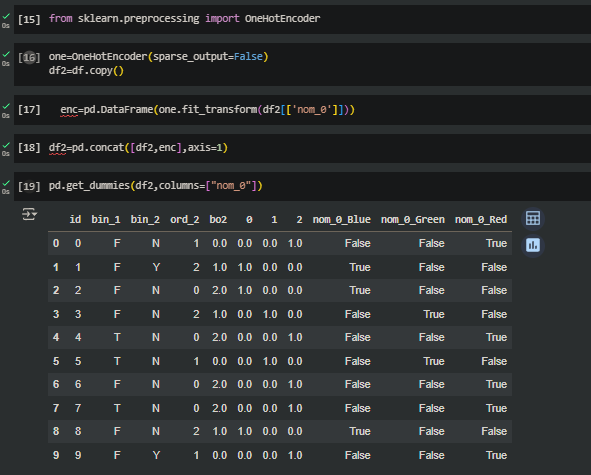 [15] from sklearn.preprocessing import OneHotEncoder
0s
[16] one=OneHotEncoder(sparse_output=False)
0s df2=df.copy()
[17] enc=pd.DataFrame(one.fit_transform(df2[['nom_0']]))
0s
[18] df2=pd.concat([df2,enc],axis=1)
0s
[19] pd.get_dummies(df2,columns=["nom_0"])
0s
id bin_1 bin_2 ord_2 bo2 0 1 2 nom_0_Blue nom_0_Green nom_0_Red
0 0 F N 1 0.0 0.0 0.0 1.0 False False True
1 1 F Y 2 1.0 1.0 0.0 0.0 True False False
2 2 F N 0 2.0 1.0 0.0 0.0 True False False
3 3 F N 2 1.0 0.0 1.0 0.0 False True False
4 4 T N 0 2.0 0.0 0.0 1.0 False False True
5 5 T N 1 0.0 0.0 1.0 0.0 False True False
6 6 F N 0 2.0 0.0 0.0 1.0 False False True
7 7 T N 0 2.0 0.0 0.0 1.0 False False True
8 8 F N 2 1.0 1.0 0.0 0.0 True False False
9 9 F Y 1 0.0 0.0 0.0 1.0 False False True